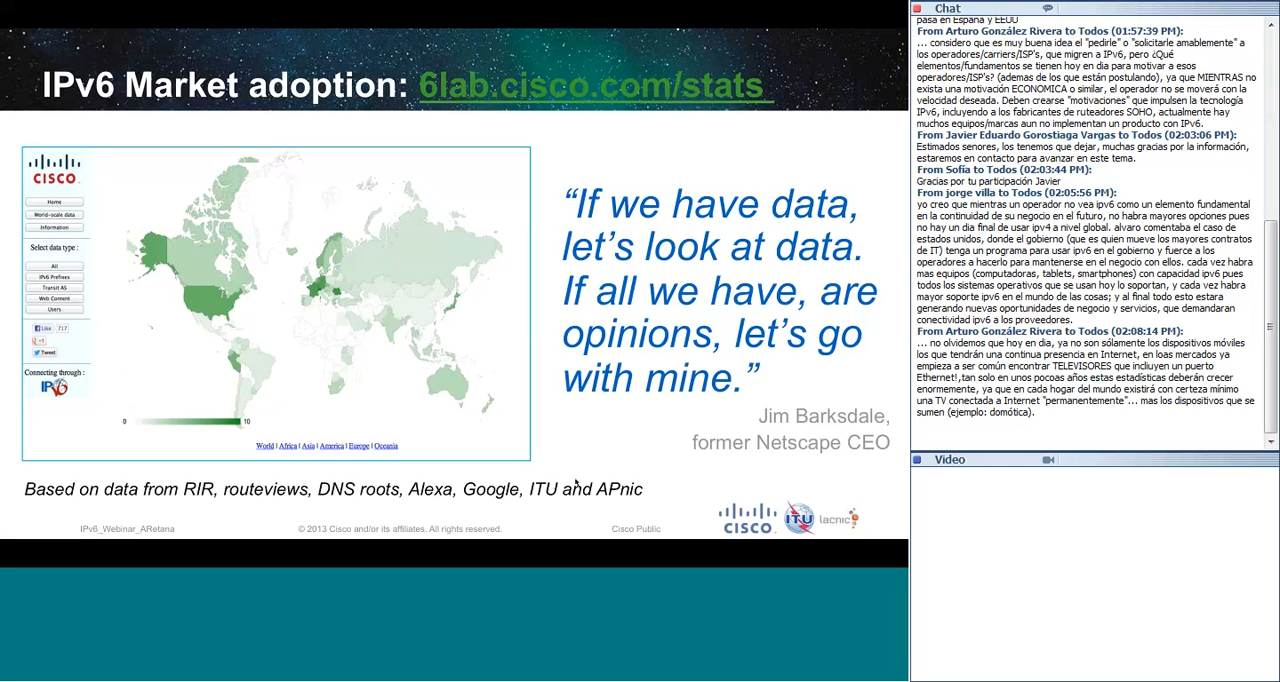 IPv6 Market adoption: 6lab.cisco.com/stats
CISCO
Home
World-scale data
Information
Select data type :
All
IPv6 Prefixes
Transit AS
Web Content
Users
Like 717
+1
Tweet
Connecting through :
IPv6
0
10
World | Africa | Asia | America | Europe | Oceania
“If we have data,
let’s look at data.
If all we have, are
opinions, let’s go
with mine.”
Jim Barksdale,
former Netscape CEO
Based on data from RIR, routeviews, DNS roots, Alexa, Google, ITU and APnic
IPv6_Webinar_ARetana
© 2013 Cisco and/or its affiliates. All rights reserved.
Cisco Public
CISCO
ITU
lacnic
Chat
pasa en España y EEUU
From Arturo González Rivera to Todos (01:57:39 PM):
... considero que es muy buena idea el "pedirle" o "solicitarle amablemente" a
los operadores/carriers/ISP's, que migren a IPv6, pero ¿Qué
elementos/fundamentos se tienen hoy en dia para motivar a esos
operadores/ISP's? (ademas de los que están postulando), ya que MIENTRAS no
exista una motivación ECONOMICA o similar, el operador no se moverá con la
velocidad deseada. Deben crearse "motivaciones" que impulsen la tecnología
IPv6, incluyendo a los fabricantes de ruteadores SOHO, actualmente hay
muchos equipos/marcas aun no implementan un producto con IPv6.
From Javier Eduardo Gorostiaga Vargas to Todos (02:03:06 PM):
Estimados senores, los tenemos que dejar, muchas gracias por la información,
estaremos en contacto para avanzar en este tema.
From Sofía to Todos (02:03:44 PM):
Gracias por tu participación Javier
From jorge villa to Todos (02:05:56 PM):
yo creo que mientras un operador no vea ipv6 como un elemento fundamental
en la continuidad de su negocio en el futuro, no habra mayores opciones pues
no hay un dia final de usar ipv4 a nivel global. alvaro comentaba el caso de
estados unidos, donde el gobierno (que es quien mueve los mayores contratos
de IT) tenga un programa para usar ipv6 en el gobierno y fuerce a los
operadores a hacerlo para mantenerse en el negocio con ellos. cada vez habra
mas equipos (computadoras, tablets, smartphones) con capacidad ipv6 pues
todos los sistemas operativos que se usan hoy lo soportan, y cada vez habra
mayor soporte ipv6 en el mundo de las cosas; y al final todo esto estara
generando nuevas oportunidades de negocio y servicios, que demandaran
conectividad ipv6 a los proveedores.
From Arturo González Rivera to Todos (02:08:14 PM):
... no olvidemos que hoy en dia, ya no son sólamente los dispositivos móviles
los que tendrán una continua presencia en Internet, en loas mercados ya
empieza a ser común encontrar TELEVISORES que incliuyen un puerto
Ethernet!,tan solo en unos pocoas años estas estadísticas deberán crecer
enormemente, ya que en cada hogar del mundo existirá con certeza mínimo
una TV conectada a Internet "permanentemente"... mas los dispositivos que se
sumen (ejemplo: domótica).
Video